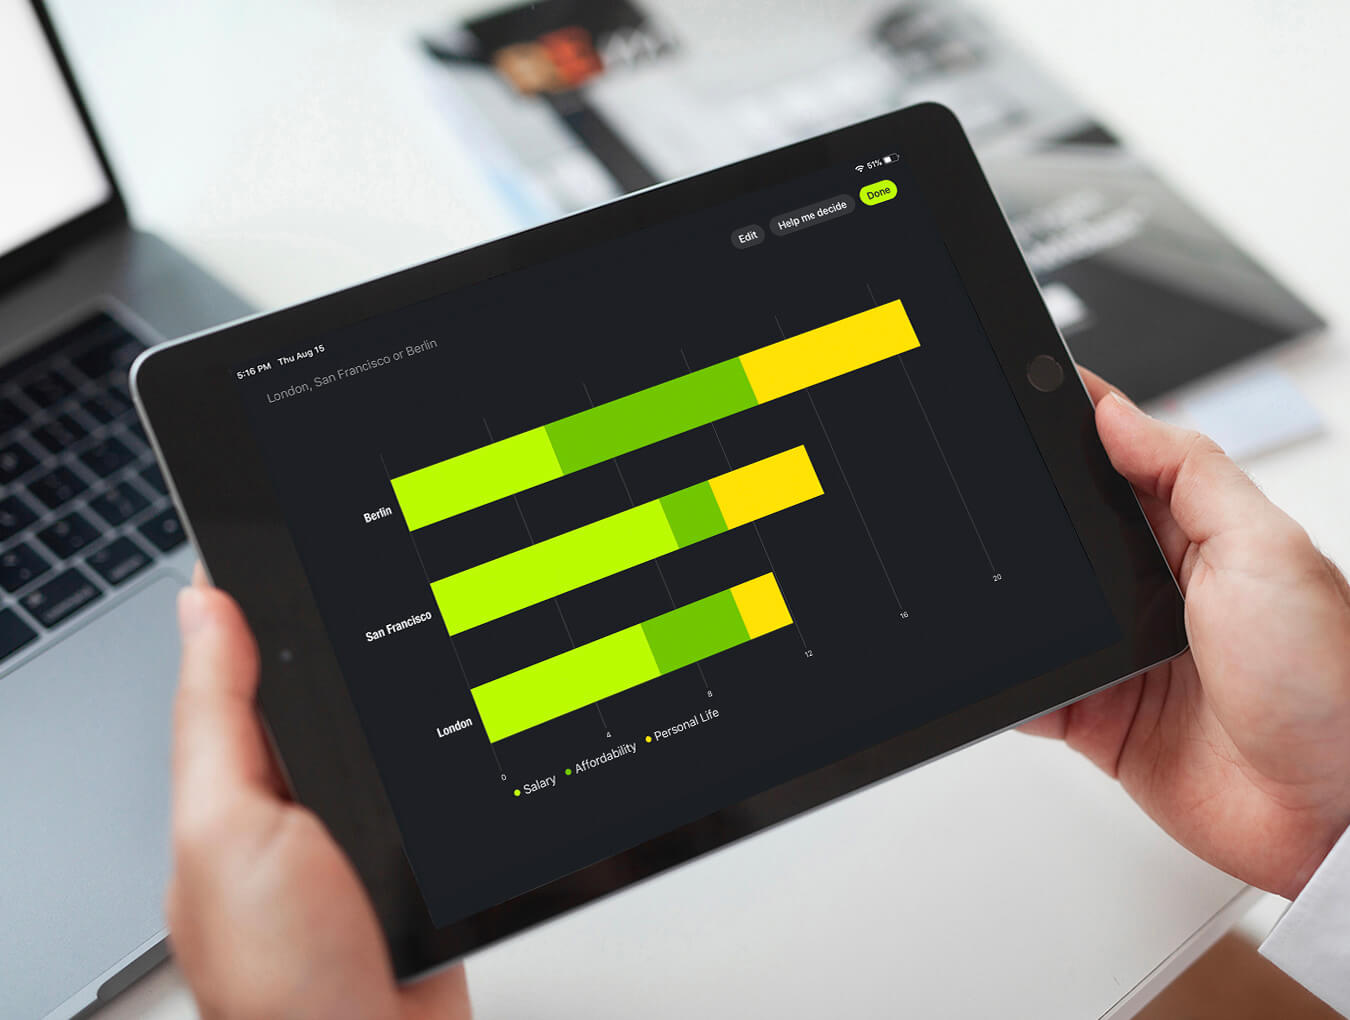 5:16 PM Thu Aug 15
51%
Edit
Help me decide
Done
London, San Francisco or Berlin
Berlin
San Francisco
London
0
4
8
12
16
20
Salary
Affordability
Personal Life